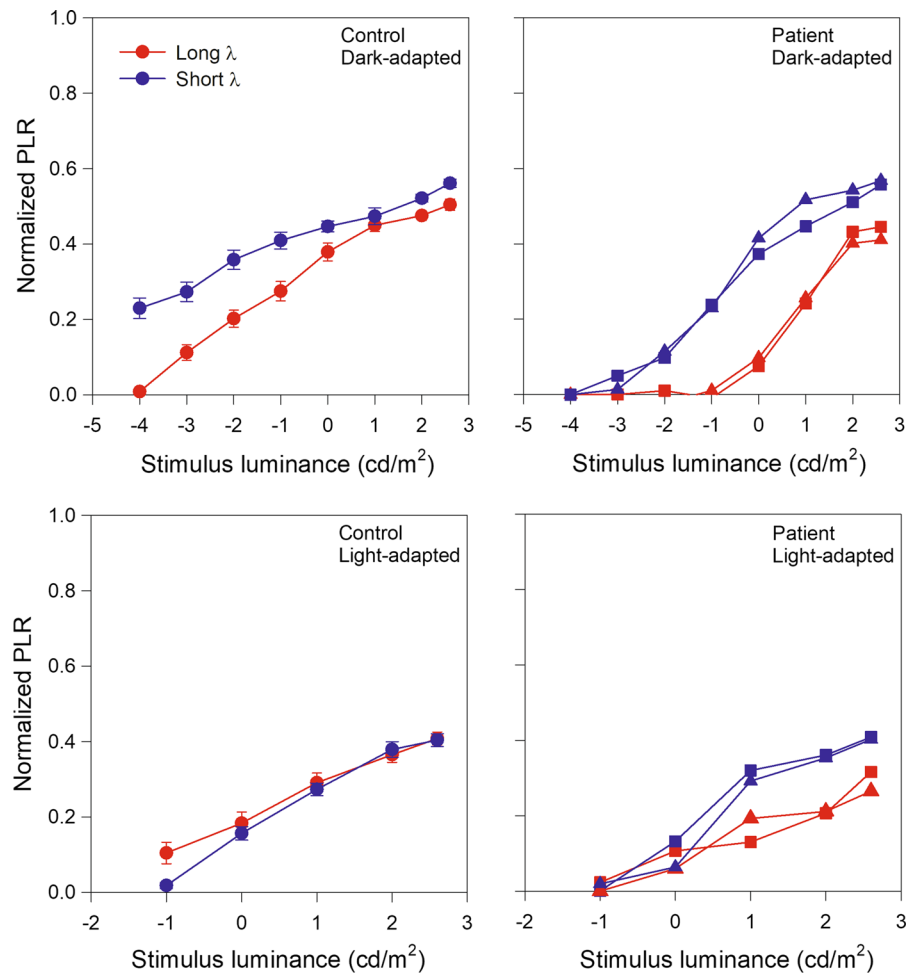 1.0
0.8
0.6
0.4
0.2
0.0
Normalized PLR
Long λ
Short λ
Control
Dark-adapted
-5 -4 -3 -2 -1 0 1 2 3
Stimulus luminance (cd/m²)
Patient
Dark-adapted
-5 -4 -3 -2 -1 0 1 2 3
Stimulus luminance (cd/m²)
1.0
0.8
0.6
0.4
0.2
0.0
Normalized PLR
Control
Light-adapted
-2 -1 0 1 2 3
Stimulus luminance (cd/m²)
Patient
Light-adapted
-2 -1 0 1 2 3
Stimulus luminance (cd/m²)